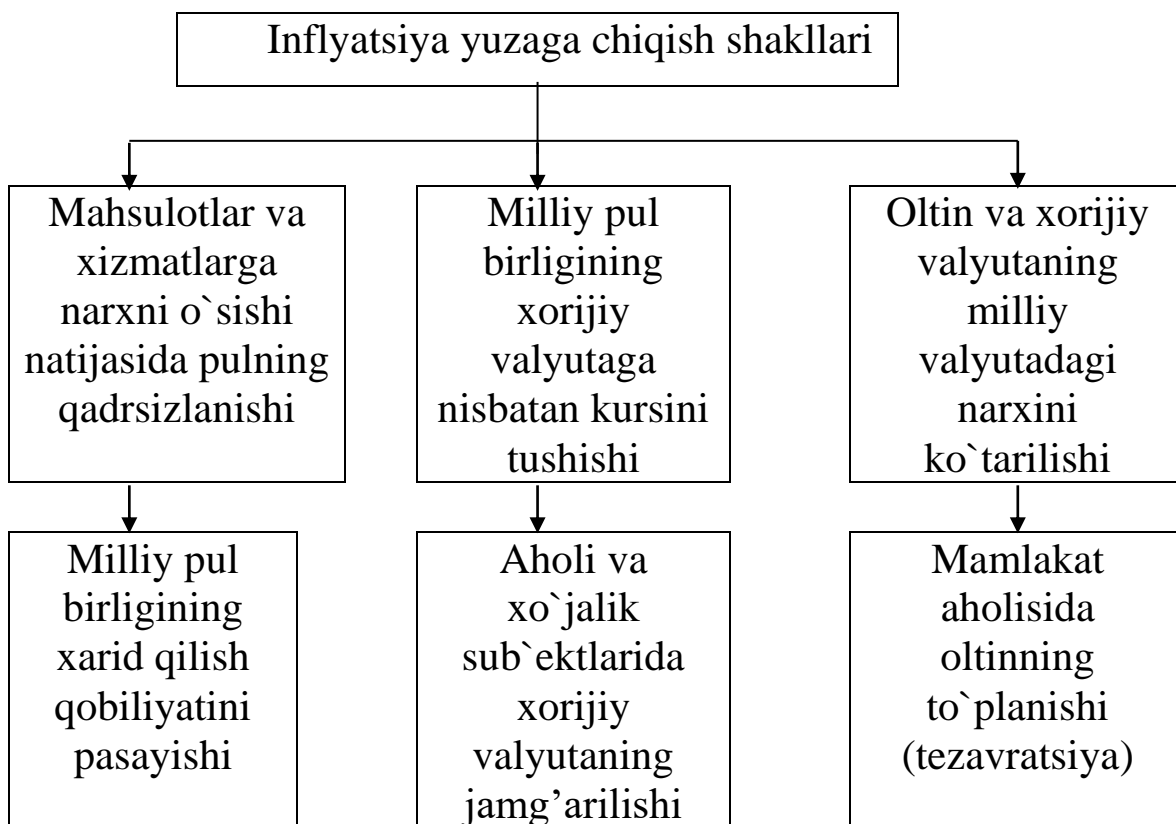 Inflyatsiya yuzaga chiqish shakllari
Mahsulotlar va
xizmatlarga
narxni o`sishi
natijasida pulning
qadrsizlanishi
Milliy pul
birligining
xorijiy
valyutaga
nisbatan kursini
tushishi
Oltin va xorijiy
valyutaning
milliy
valyutadagi
narxini
ko`tarilishi
Milliy pul
birligining
xarid qilish
qobiliyatini
pasayishi
Aholi va
xo`jalik
sub`ektlarida
xorijiy
valyutaning
jamg’arilishi
Mamlakat
aholisida
oltinning
to`planishi
(tezavratsiya)